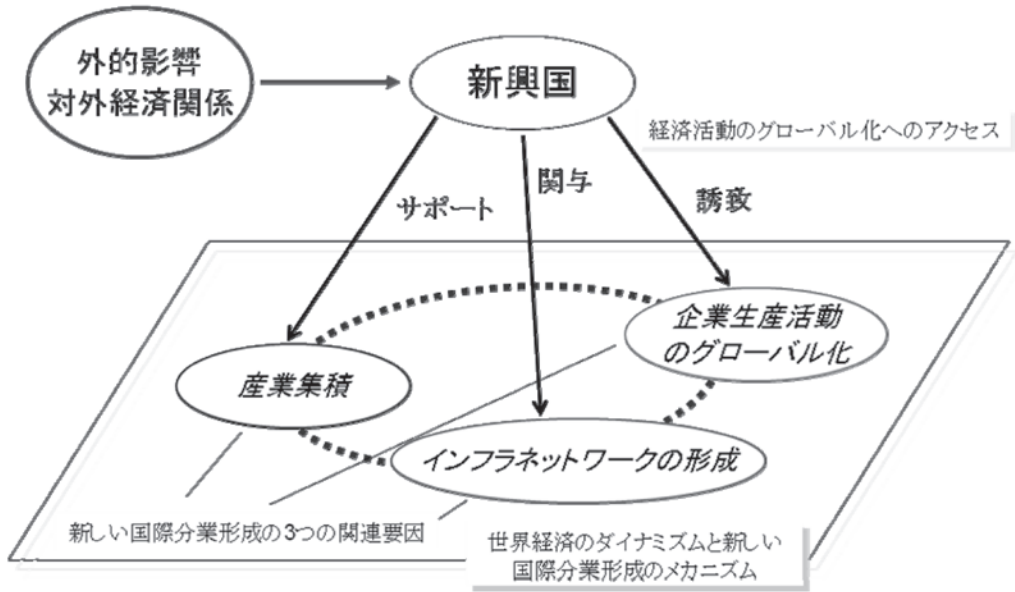 外的影響
対外経済関係
新興国
経済活動のグローバル化へのアクセス
サポート
関与
誘致
企業生産活動
のグローバル化
産業集積
インフラネットワークの形成
新しい国際分業形成の3つの関連要因
世界経済のダイナミズムと新しい
国際分業形成のメカニズム